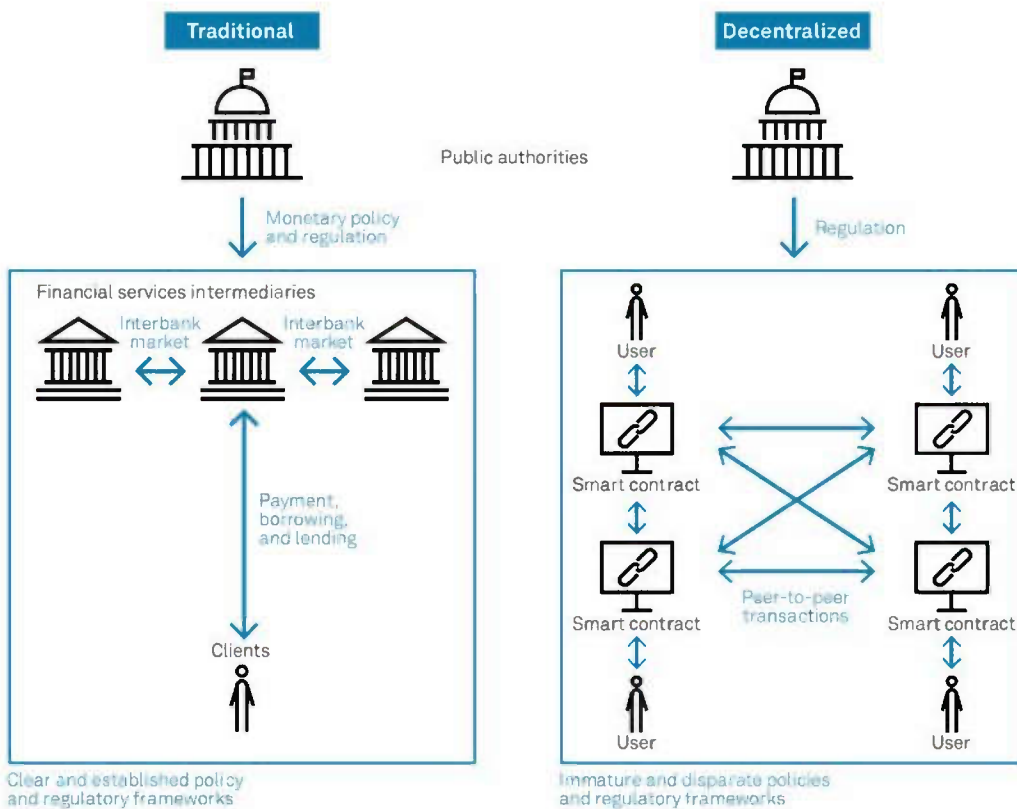 Traditional
Decentralized
Public authorities
Monetary policy
and regulation
Regulation
Financial services intermediaries
Interbank
market
Interbank
market
Payment,
borrowing,
and lending
Clients
User
User
Smart contract
Smart contract
Smart contract
Smart contract
Peer-to-peer
transactions
User
User
Clear and established policy
and regulatory frameworks
Immature and disparate policies
and regulatory frameworks